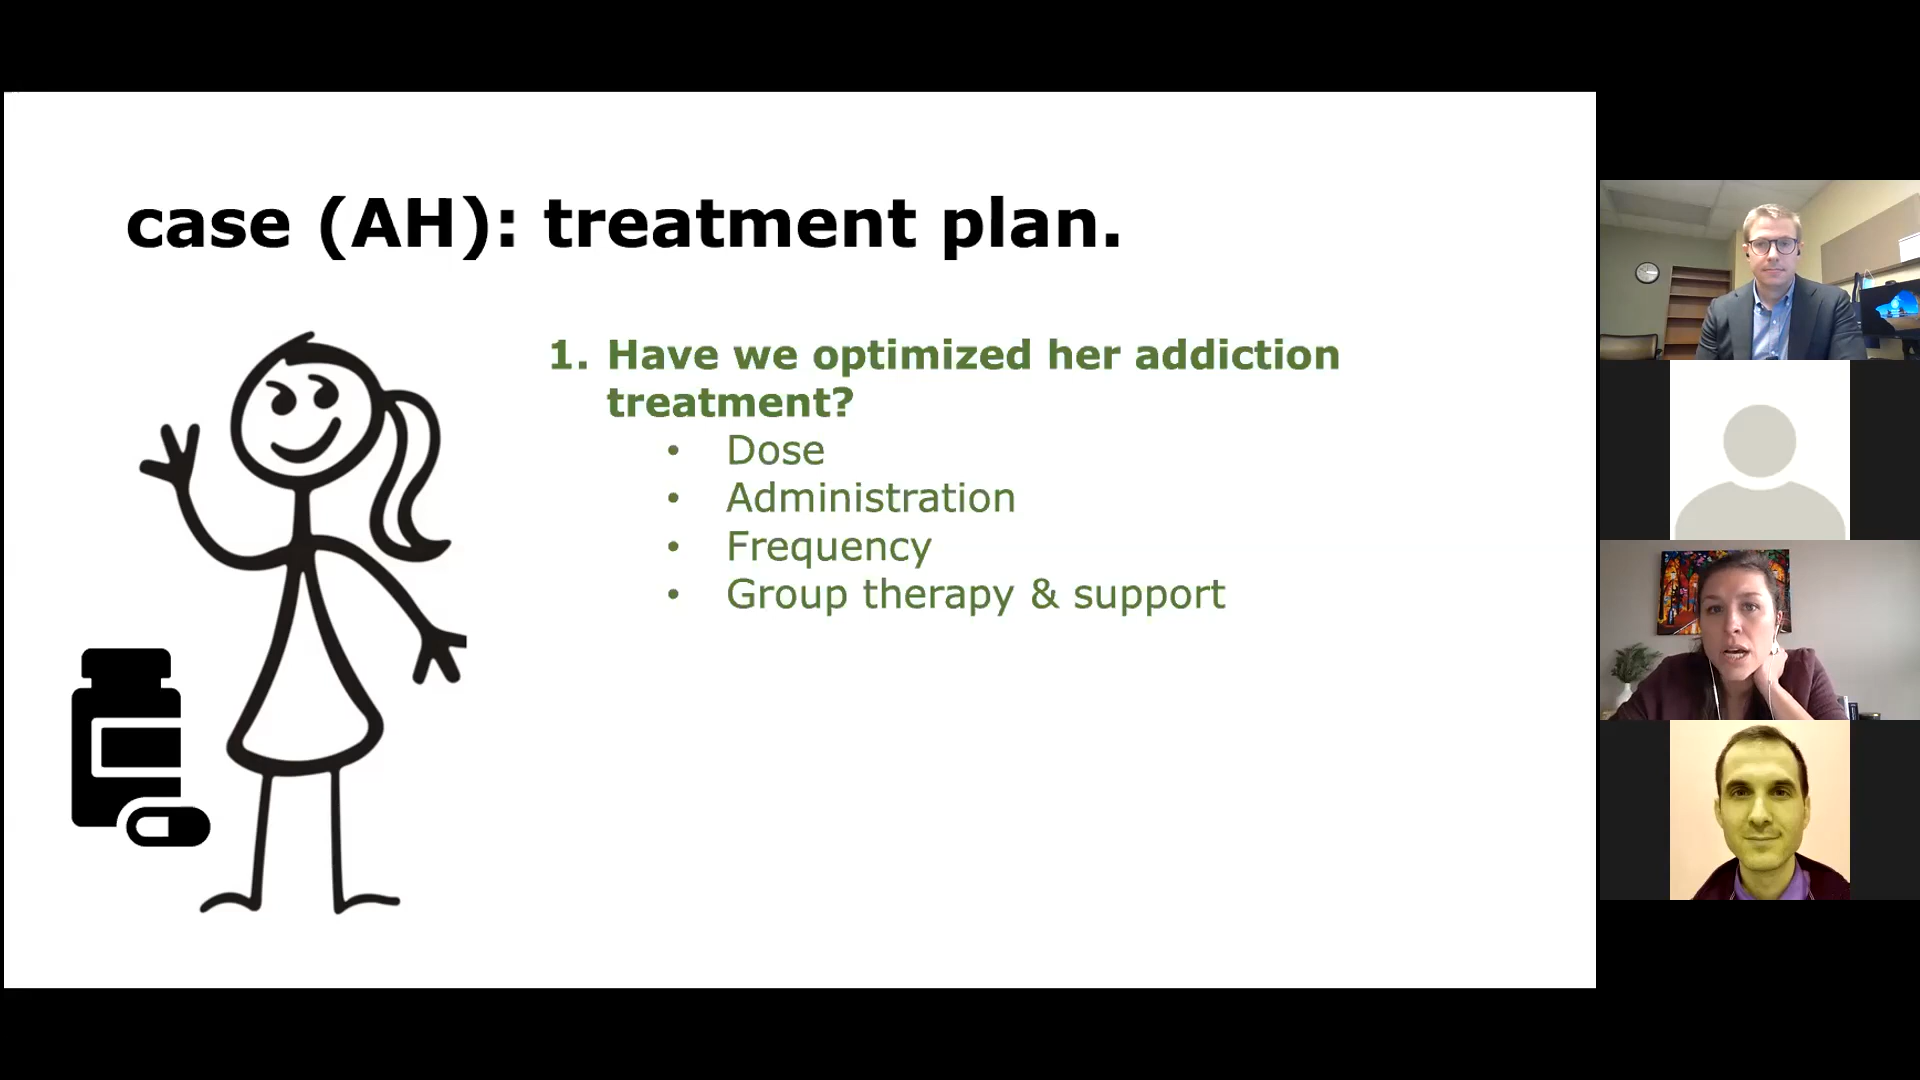 case (AH): treatment plan.
1. Have we optimized her addiction
treatment?
• Dose
• Administration
• Frequency
• Group therapy & support